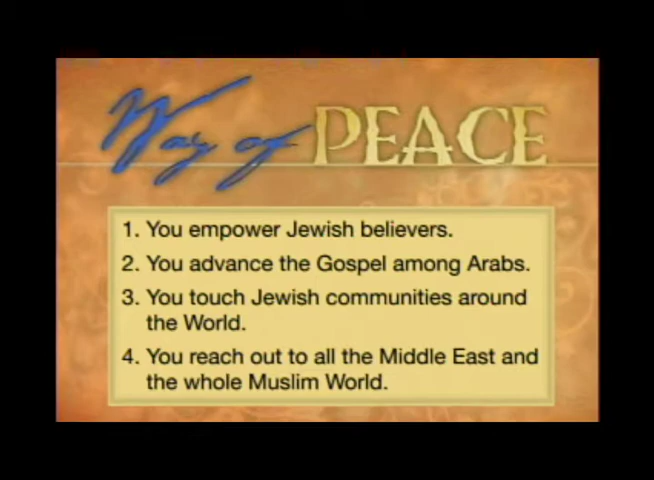 Way of PEACE
1. You empower Jewish believers.
2. You advance the Gospel among Arabs.
3. You touch Jewish communities around
the World.
4. You reach out to all the Middle East and
the whole Muslim World.